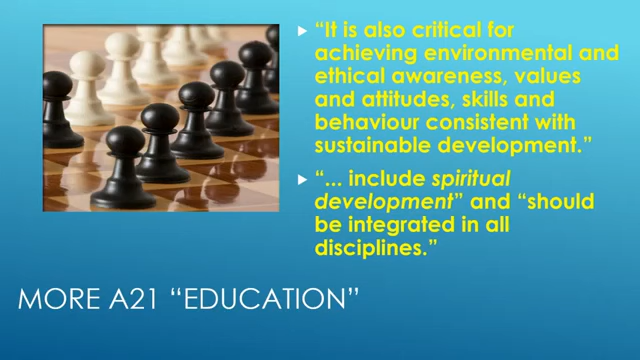 “It is also critical for
achieving environmental and
ethical awareness, values
and attitudes, skills and
behaviour consistent with
sustainable development.”
“... include spiritual
development” and “should
be integrated in all
disciplines.”
MORE A21 “EDUCATION”